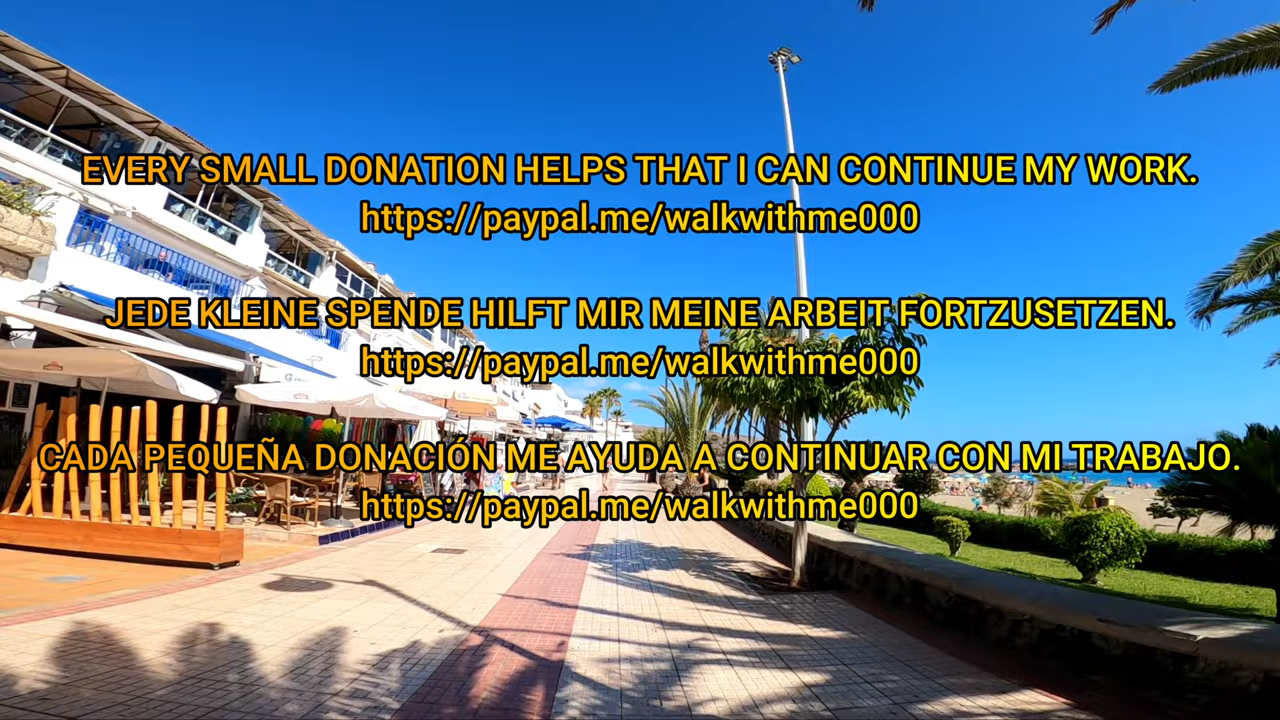 EVERY SMALL DONATION HELPS THAT I CAN CONTINUE MY WORK.
https://paypal.me/walkwithme000
JEDE KLEINE SPENDE HILFT MIR MEINE ARBEIT FORTZUSETZEN.
https://paypal.me/walkwithme000
CADA PEQUEÑA DONACIÓN ME AYUDA A CONTINUAR CON MI TRABAJO.
https://paypal.me/walkwithme000